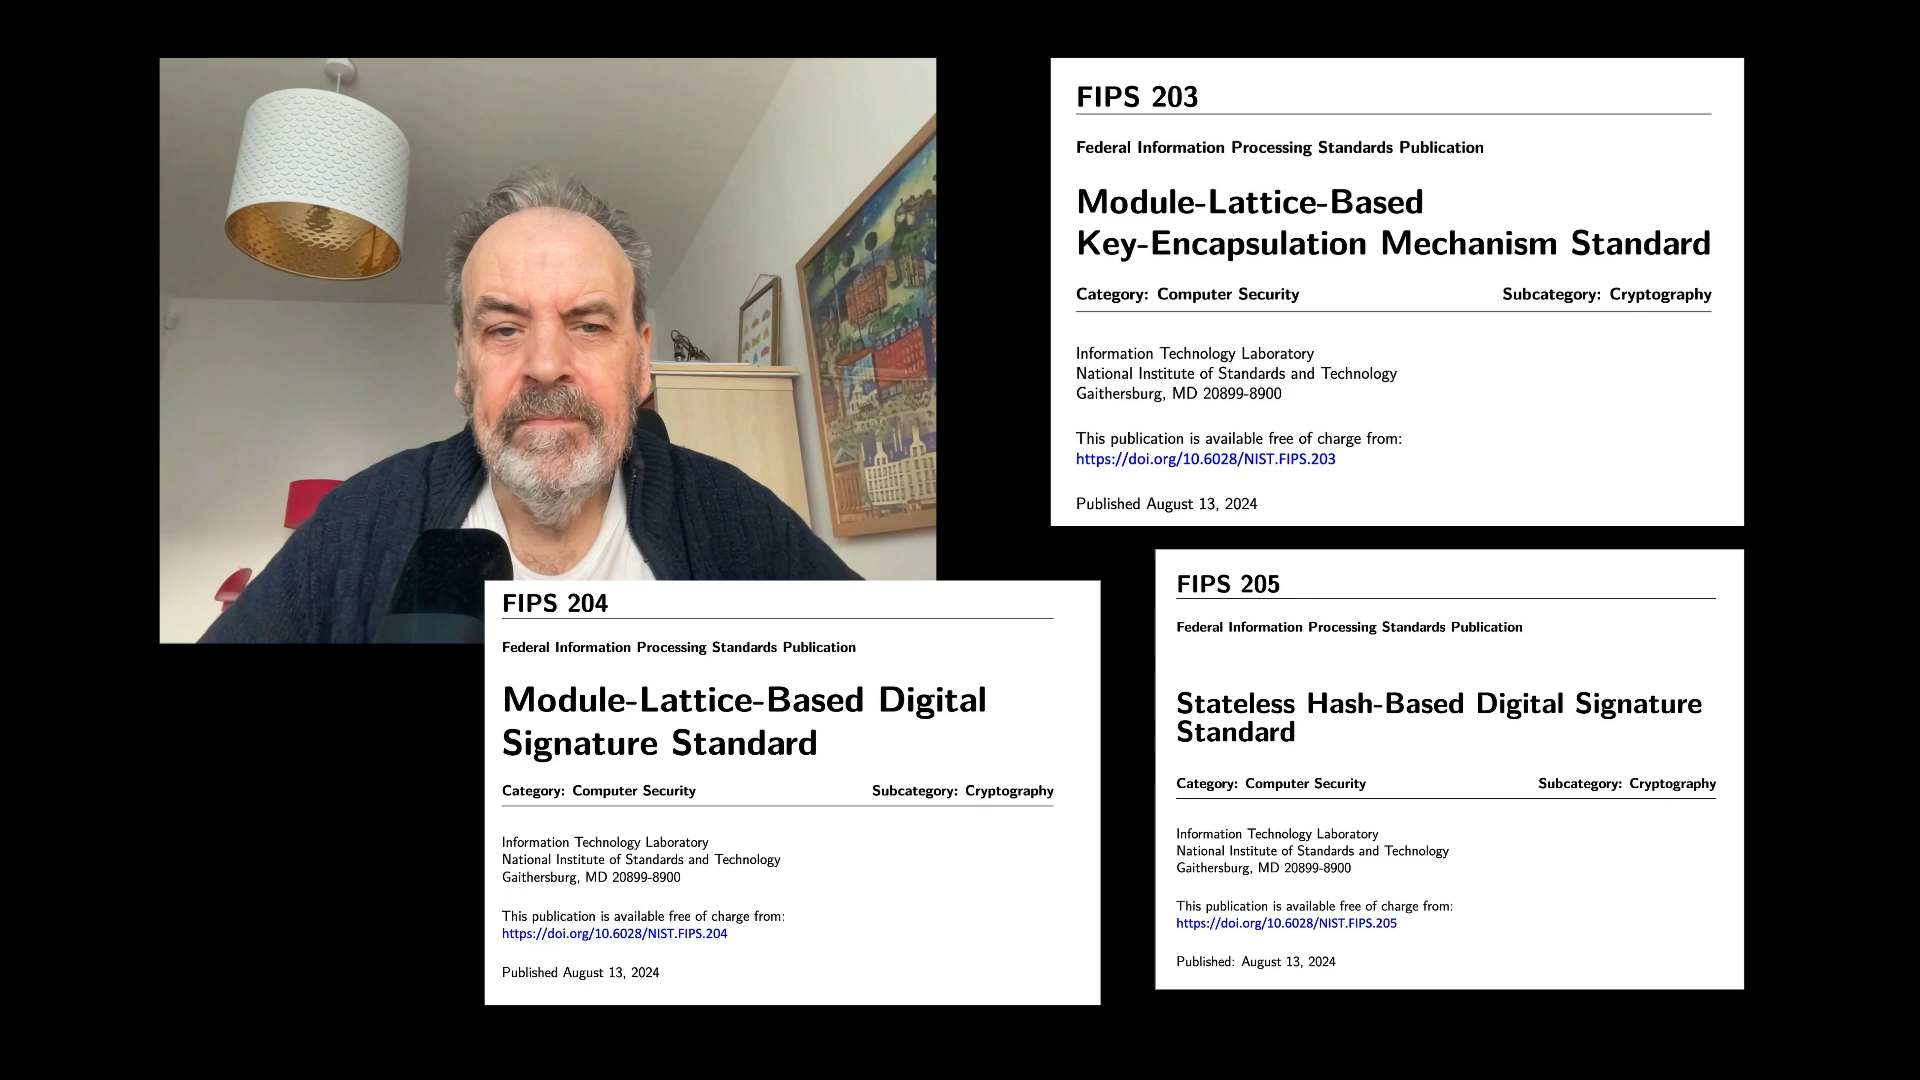 FIPS 203
Federal Information Processing Standards Publication
Module-Lattice-Based
Key-Encapsulation Mechanism Standard
Category: Computer Security Subcategory: Cryptography
Information Technology Laboratory
National Institute of Standards and Technology
Gaithersburg, MD 20899-8900
This publication is available free of charge from:
https://doi.org/10.6028/NIST.FIPS.203
Published August 13, 2024
FIPS 204
Federal Information Processing Standards Publication
Module-Lattice-Based Digital
Signature Standard
Category: Computer Security Subcategory: Cryptography
Information Technology Laboratory
National Institute of Standards and Technology
Gaithersburg, MD 20899-8900
This publication is available free of charge from:
https://doi.org/10.6028/NIST.FIPS.204
Published August 13, 2024
FIPS 205
Federal Information Processing Standards Publication
Stateless Hash-Based Digital Signature
Standard
Category: Computer Security Subcategory: Cryptography
Information Technology Laboratory
National Institute of Standards and Technology
Gaithersburg, MD 20899-8900
This publication is available free of charge from:
https://doi.org/10.6028/NIST.FIPS.205
Published: August 13, 2024